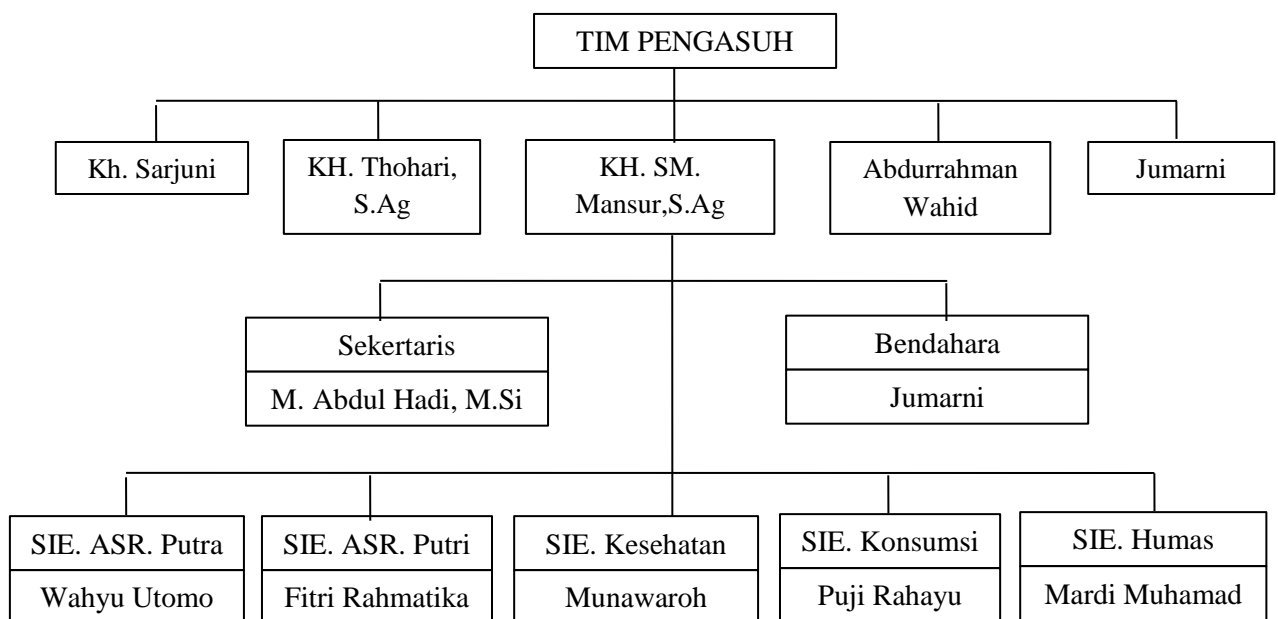 TIM PENGASUH
Kh. Sarjuni
KH. Thohari,
S.Ag
KH. SM.
Mansur,S.Ag
Abdurrahman
Wahid
Jumarni
Sekertaris
M. Abdul Hadi, M.Si
Bendahara
Jumarni
SIE. ASR. Putra
Wahyu Utomo
SIE. ASR. Putri
Fitri Rahmatika
SIE. Kesehatan
Munawaroh
SIE. Konsumsi
Puji Rahayu
SIE. Humas
Mardi Muhamad